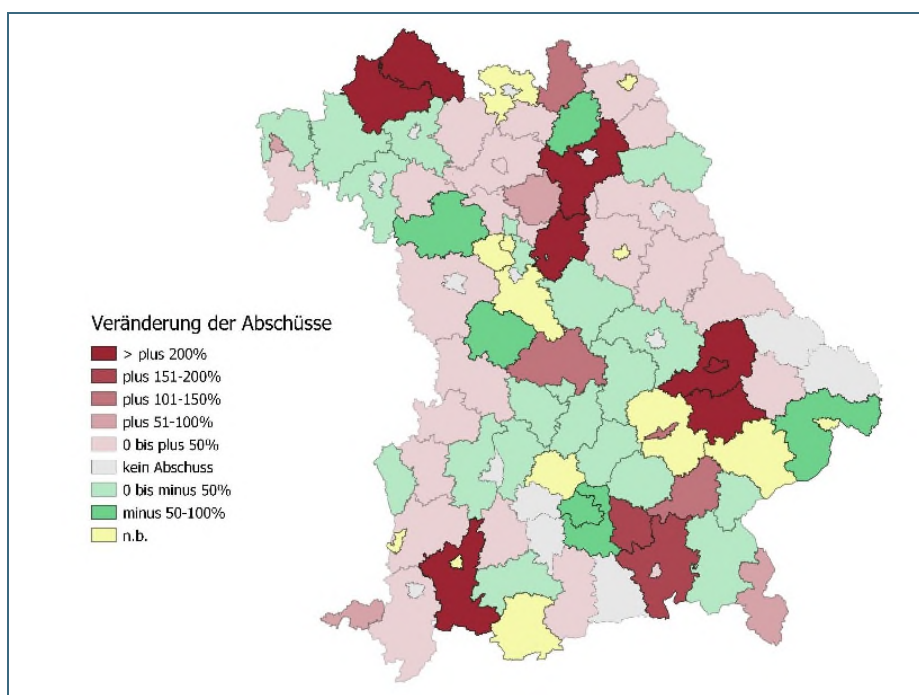 Veränderung der Abschüsse
> plus 200%
plus 151-200%
plus 101-150%
plus 51-100%
0 bis plus 50%
kein Abschuss
0 bis minus 50%
minus 50-100%
n.b.